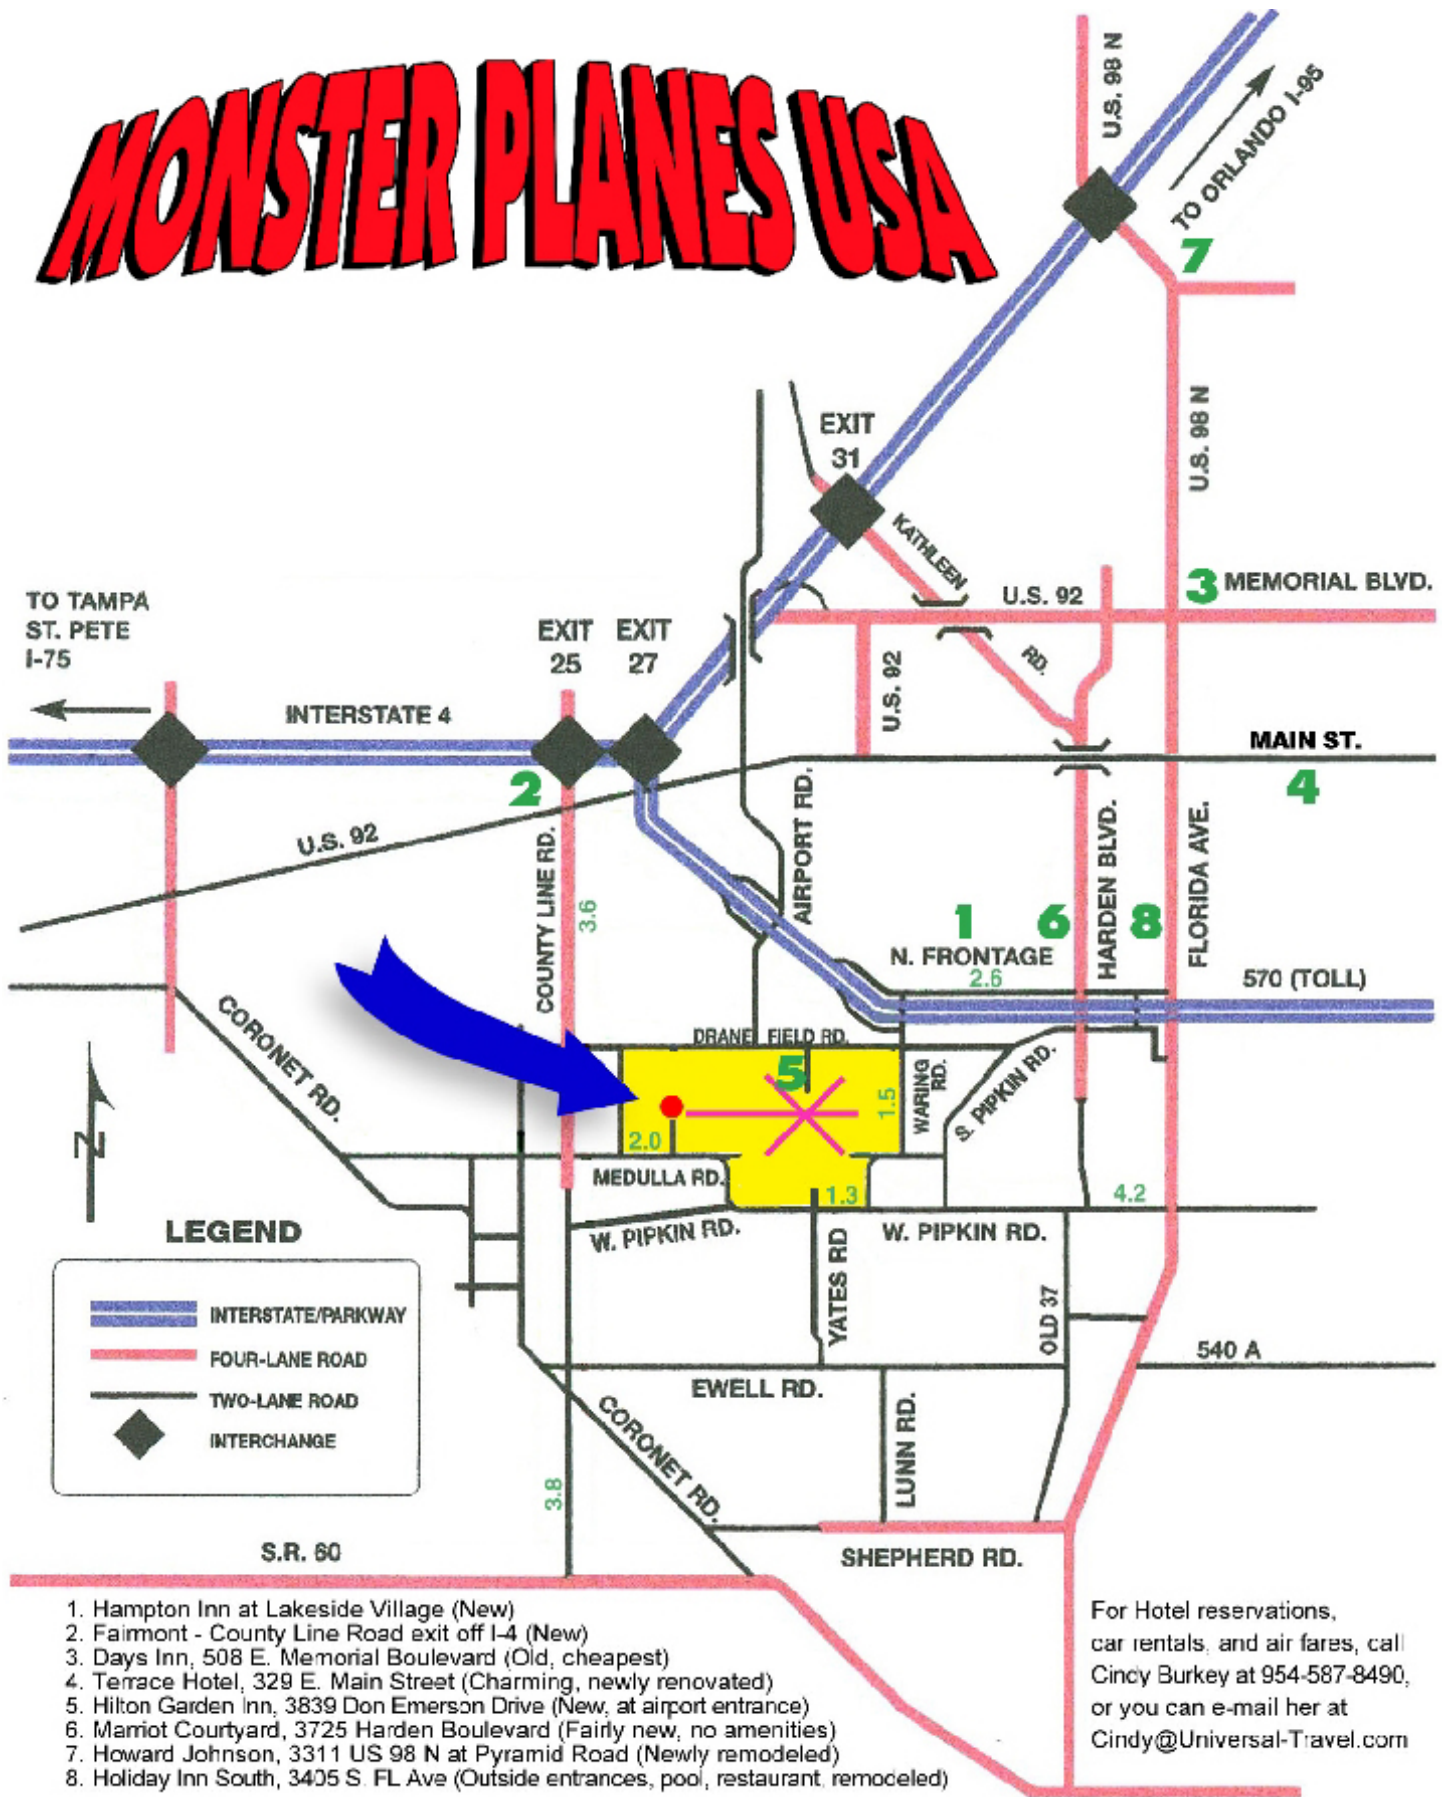 MONSTER PLANES USA
U.S. 98 N
TO ORLANDO I-95
7
U.S. 98 N
EXIT
31
KATHLEEN
RD.
U.S. 92
3 MEMORIAL BLVD.
TO TAMPA
ST. PETE
I-75
EXIT
25
EXIT
27
U.S. 92
INTERSTATE 4
MAIN ST.
4
2
U.S. 92
COUNTY LINE RD.
3.6
AIRPORT RD.
HARDEN BLVD.
FLORIDA AVE.
1
6
8
N. FRONTAGE
2.6
570 (TOLL)
CORONET RD.
DRANE FIELD RD.
5
1.5
WARING
RD.
S. PIPKIN RD.
N
2.0
MEDULLA RD.
1.3
4.2
W. PIPKIN RD.
W. PIPKIN RD.
YATES RD
OLD 37
540 A
EWELL RD.
LUNN RD.
CORONET RD.
3.8
SHEPHERD RD.
S.R. 60
LEGEND
INTERSTATE/PARKWAY
FOUR-LANE ROAD
TWO-LANE ROAD
INTERCHANGE
1. Hampton Inn at Lakeside Village (New)
2. Fairmont - County Line Road exit off I-4 (New)
3. Days Inn, 508 E. Memorial Boulevard (Old, cheapest)
4. Terrace Hotel, 329 E. Main Street (Charming, newly renovated)
5. Hilton Garden Inn, 3839 Don Emerson Drive (New, at airport entrance)
6. Marriot Courtyard, 3725 Harden Boulevard (Fairly new, no amenities)
7. Howard Johnson, 3311 US 98 N at Pyramid Road (Newly remodeled)
8. Holiday Inn South, 3405 S. FL Ave (Outside entrances, pool, restaurant, remodeled)
For Hotel reservations,
car rentals, and air fares, call
Cindy Burkey at 954-587-8490,
or you can e-mail her at
Cindy@Universal-Travel.com